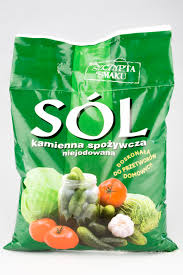 SZCZYPTA
SMAKU
SÓL
kamienna spożywcza
niejodowana
DOSKONAŁA
DO PRZETWORÓW
DOMOWYCH